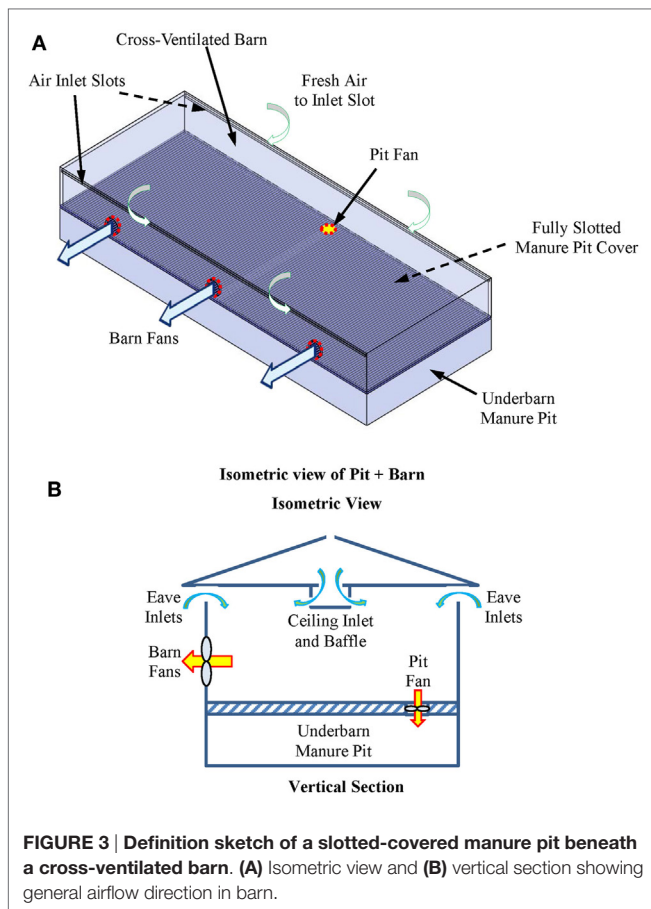 A
Cross-Ventilated Barn
Air Inlet Slots
Fresh Air
to Inlet Slot
Pit Fan
Fully Slotted
Manure Pit Cover
Barn Fans
Underbarn
Manure Pit
Isometric view of Pit + Barn
B
Isometric View
Eave
Inlets
Ceiling Inlet
and Baffle
Eave
Inlets
Barn
Fans
Pit
Fan
Underbarn
Manure Pit
Vertical Section
FIGURE 3 | Definition sketch of a slotted-covered manure pit beneath
a cross-ventilated barn. (A) Isometric view and (B) vertical section showing
general airflow direction in barn.